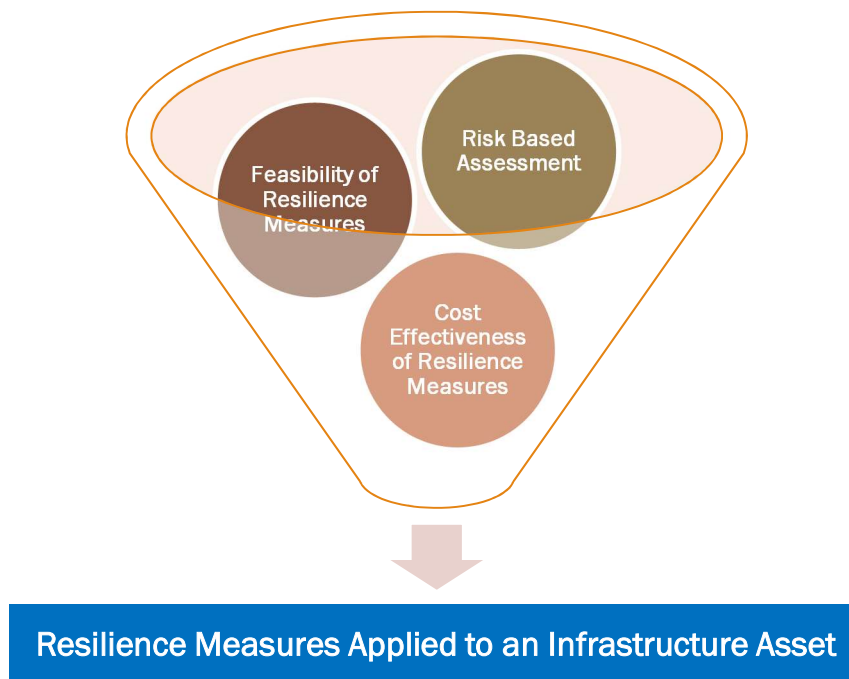 Risk Based
Assessment
Feasibility of
Resilience
Measures
Cost
Effectiveness
of Resilience
Measures
Resilience Measures Applied to an Infrastructure Asset